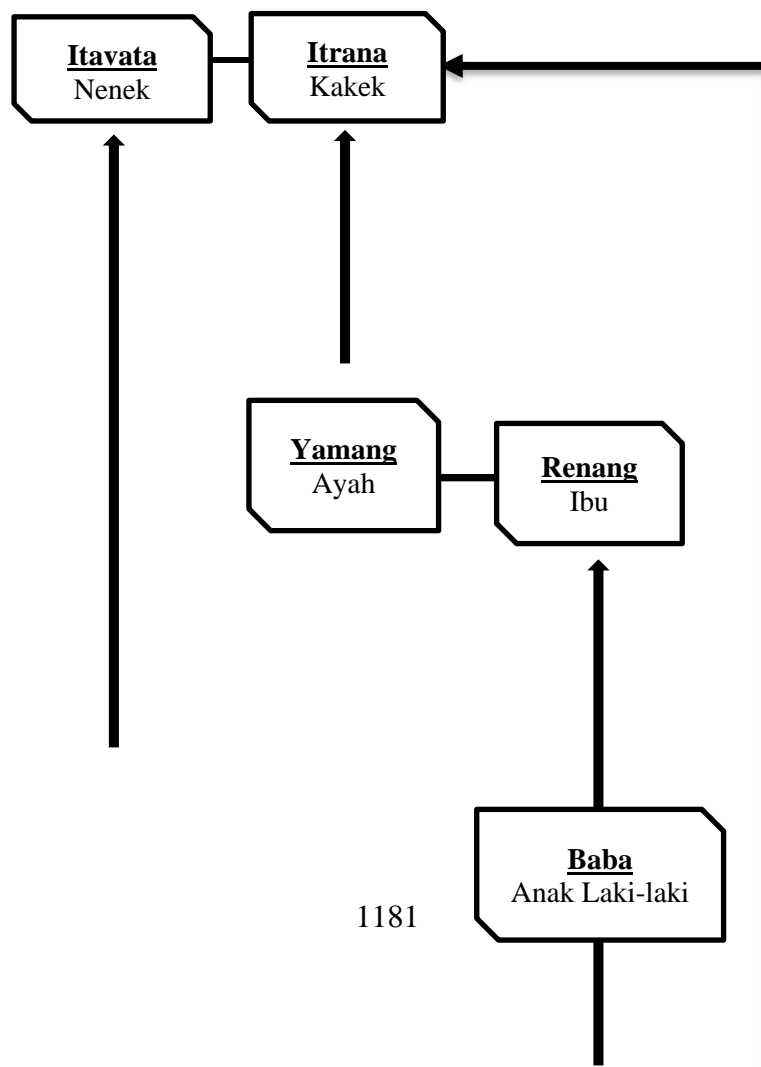 Itavata
Nenek
Itrana
Kakek
Yamang
Ayah
Renang
Ibu
Baba
Anak Laki-laki
1181